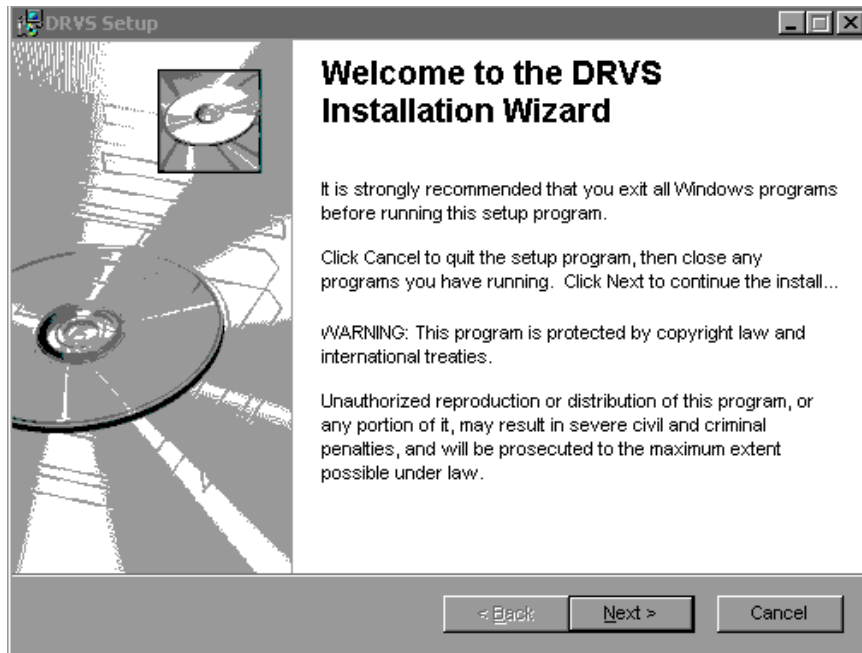 DRVS Setup
Welcome to the DRVS
Installation Wizard
It is strongly recommended that you exit all Windows programs
before running this setup program.
Click Cancel to quit the setup program, then close any
programs you have running.  Click Next to continue the install...
WARNING: This program is protected by copyright law and
international treaties.
Unauthorized reproduction or distribution of this program, or
any portion of it, may result in severe civil and criminal
penalties, and will be prosecuted to the maximum extent
possible under law.
< Back Next > Cancel